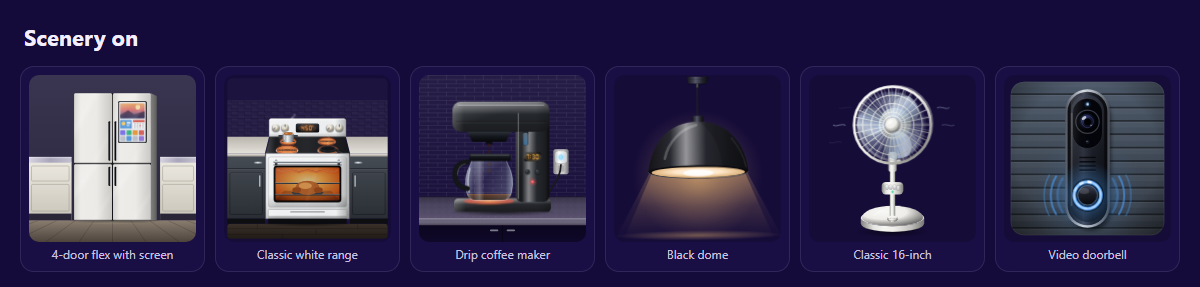 Scenery on
4-door flex with screen
Classic white range
Drip coffee maker
Black dome
Classic 16-inch
Video doorbell